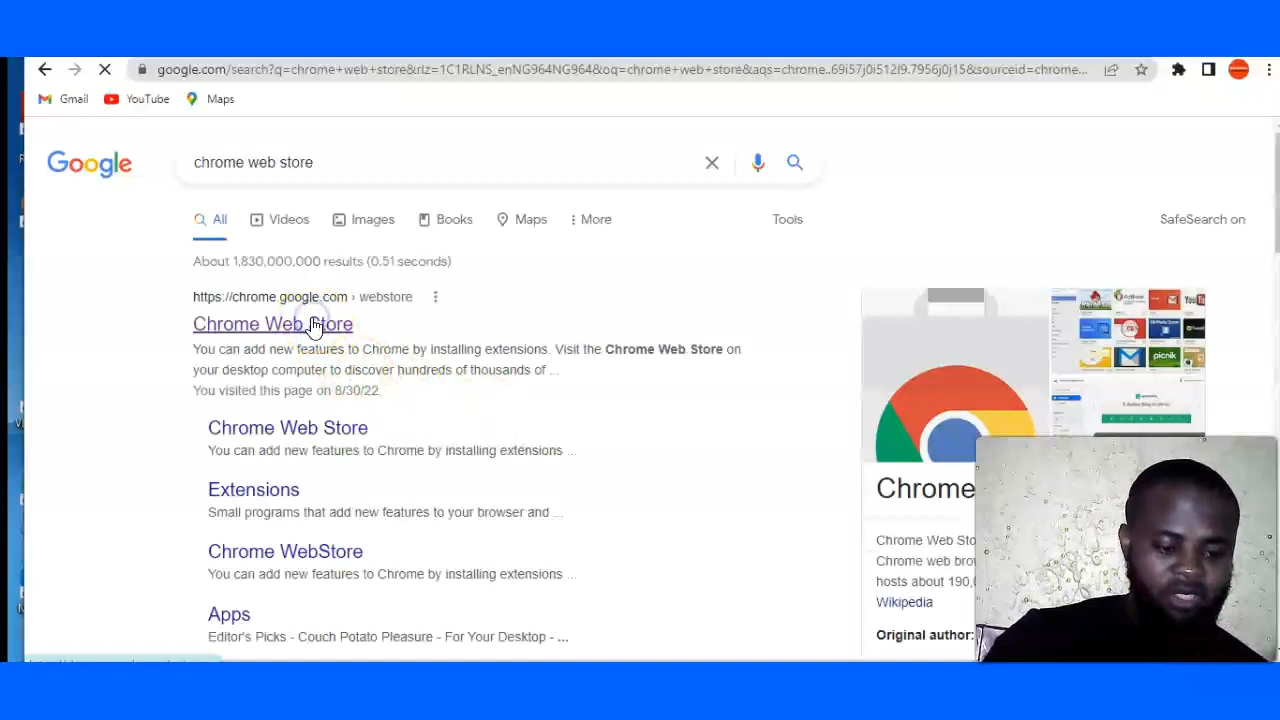 google.com/search?q=chrome+web+store&rlz=1C1RLNS_enNG964NG964&oq=chrome+web+store&aqs=chrome..69i57j0i512l9.7956j0j15&sourceid=chrome...
Gmail YouTube Maps
Google chrome web store
All Videos Images Books Maps More Tools SafeSearch on
About 1,830,000,000 results (0.51 seconds)
https://chrome.google.com › webstore
Chrome Web Store
You can add new features to Chrome by installing extensions. Visit the Chrome Web Store on
your desktop computer to discover hundreds of thousands of ...
You visited this page on 8/30/22.
Chrome Web Store
You can add new features to Chrome by installing extensions ...
Extensions
Small programs that add new features to your browser and ...
Chrome WebStore
You can add new features to Chrome by installing extensions ...
Apps
Editor's Picks - Couch Potato Pleasure - For Your Desktop - ...
picnik
Chrome
Chrome Web Sto
Chrome web brow
hosts about 190,
Wikipedia
Original author: